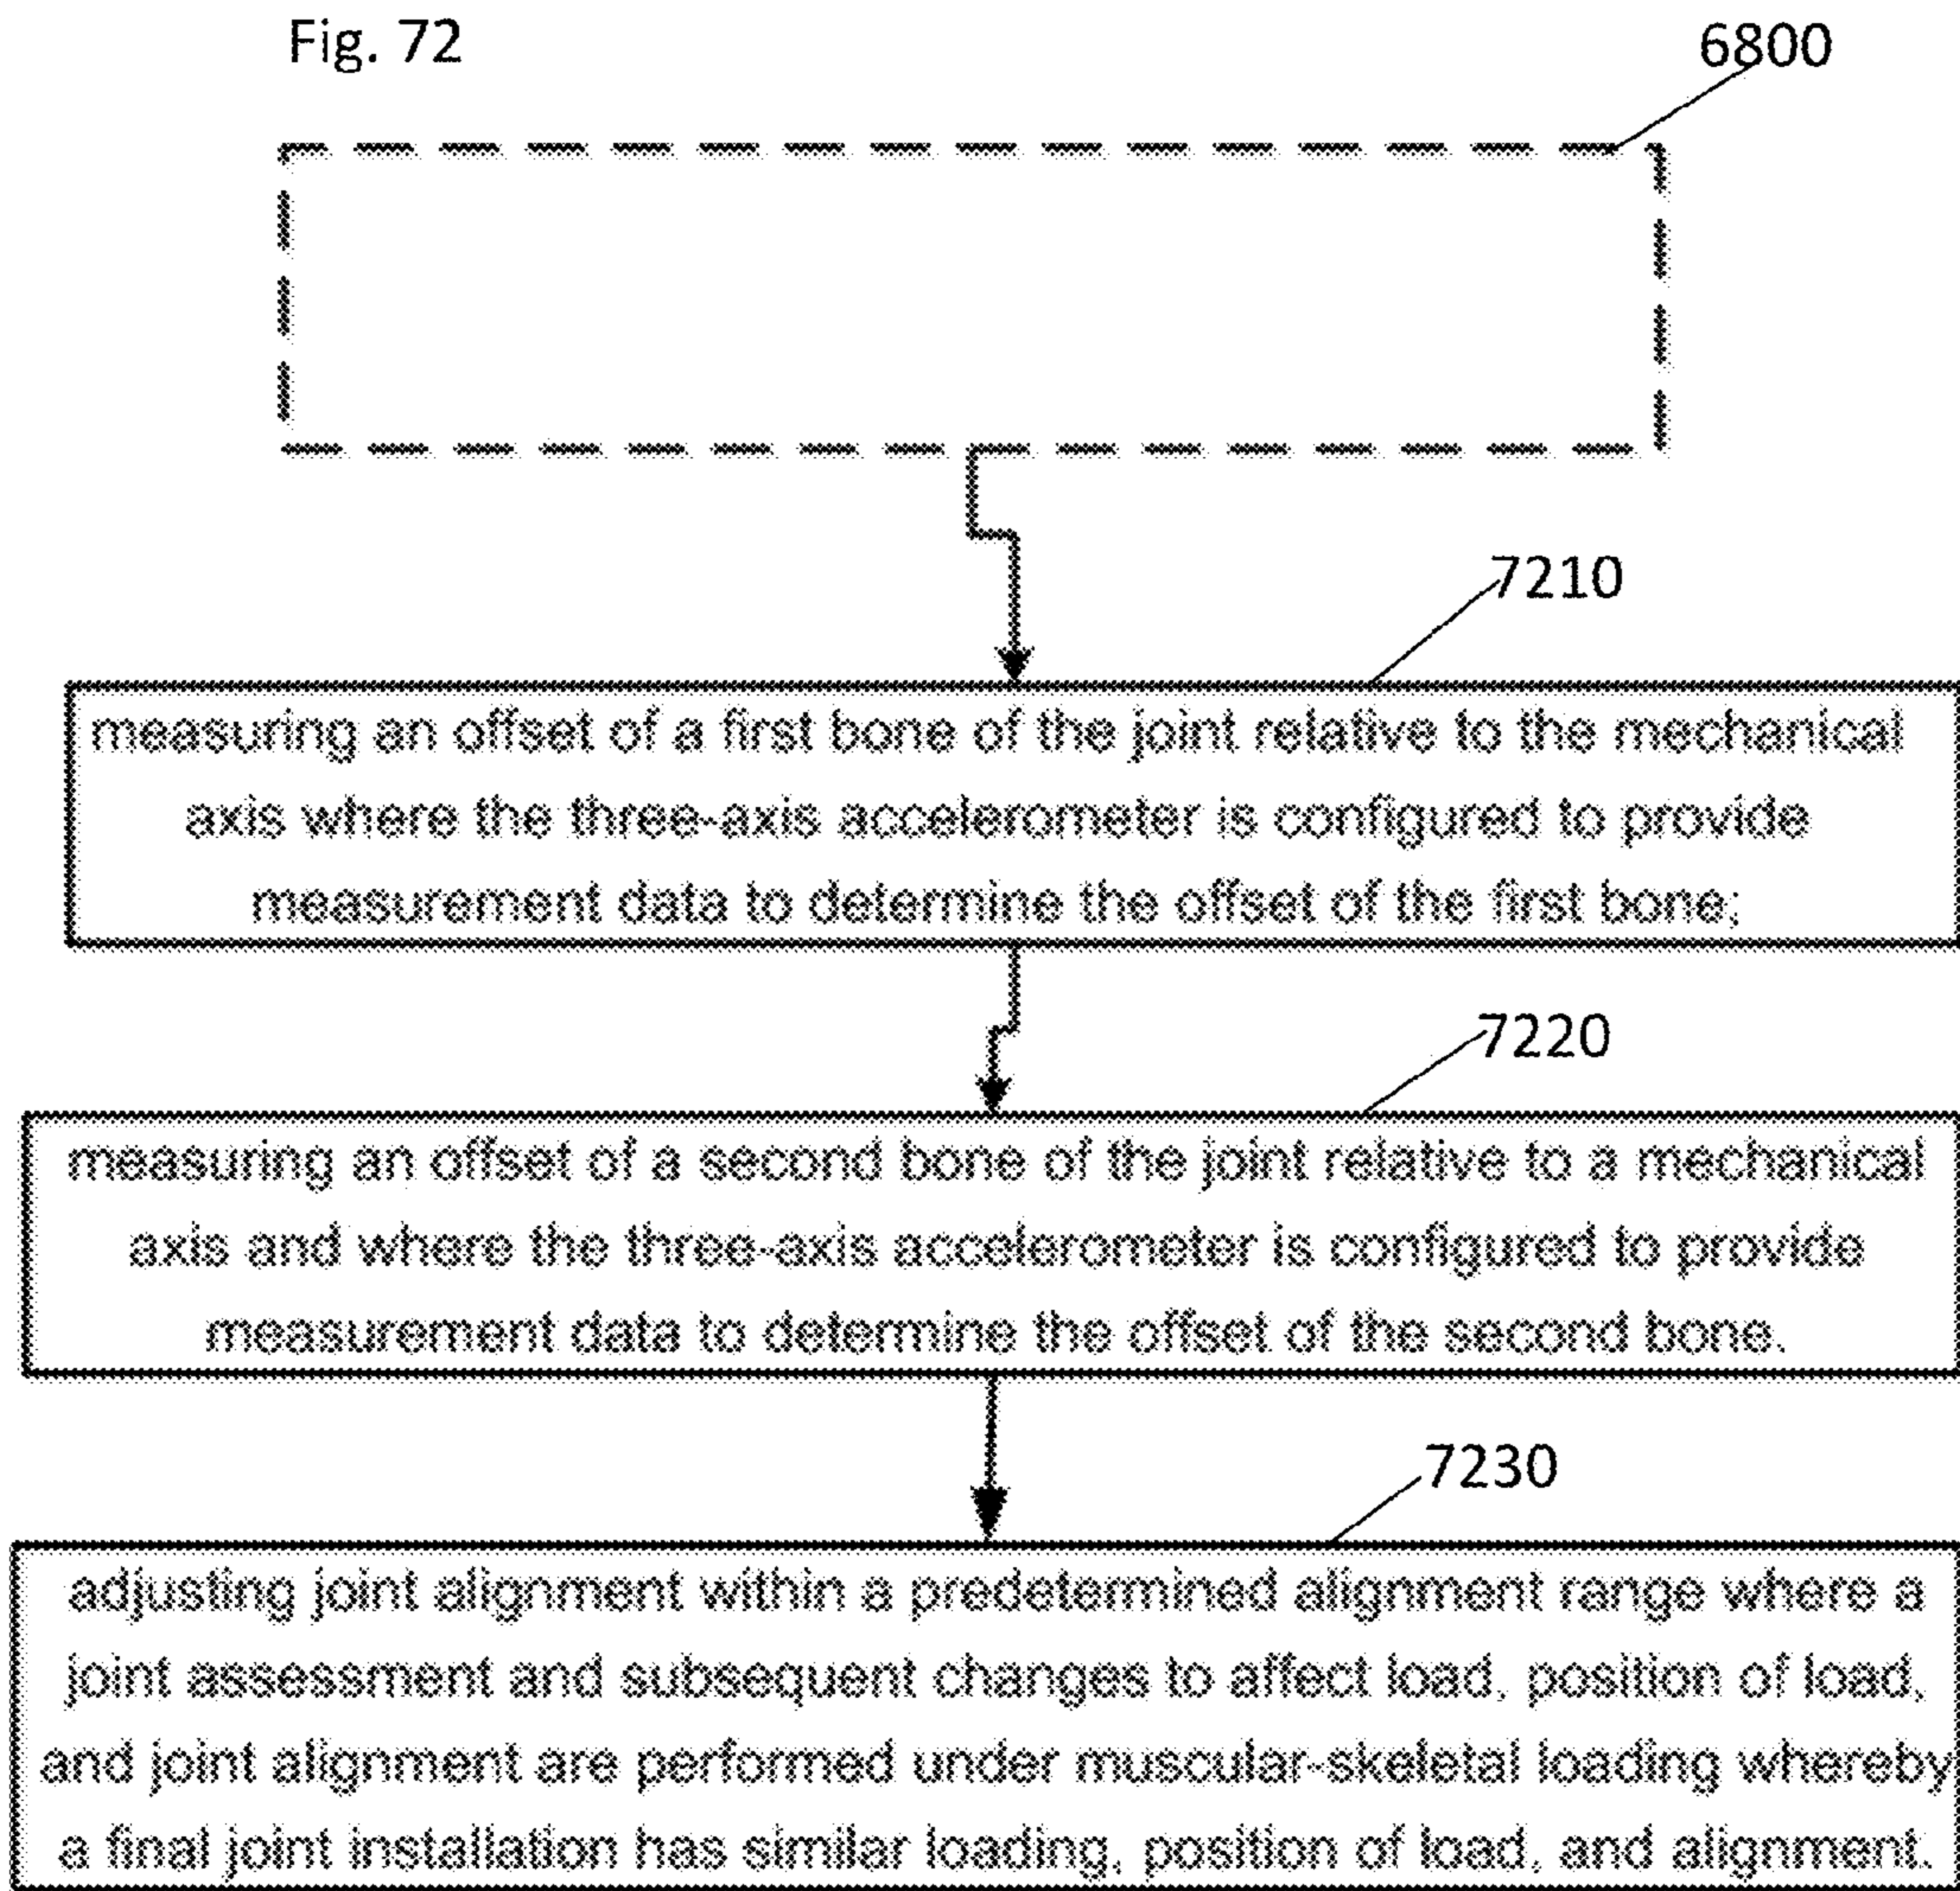 Fig. 72
6800
7210
measuring an offset of a first bone of the joint relative to the mechanical
axis where the three-axis accelerometer is configured to provide
measurement data to determine the offset of the first bone;
7220
measuring an offset of a second bone of the joint relative to a mechanical
axis and where the three-axis accelerometer is configured to provide
measurement data to determine the offset of the second bone.
7230
adjusting joint alignment within a predetermined alignment range where a
joint assessment and subsequent changes to affect load, position of load,
and joint alignment are performed under muscular-skeletal loading whereby
a final joint installation has similar loading, position of load, and alignment.